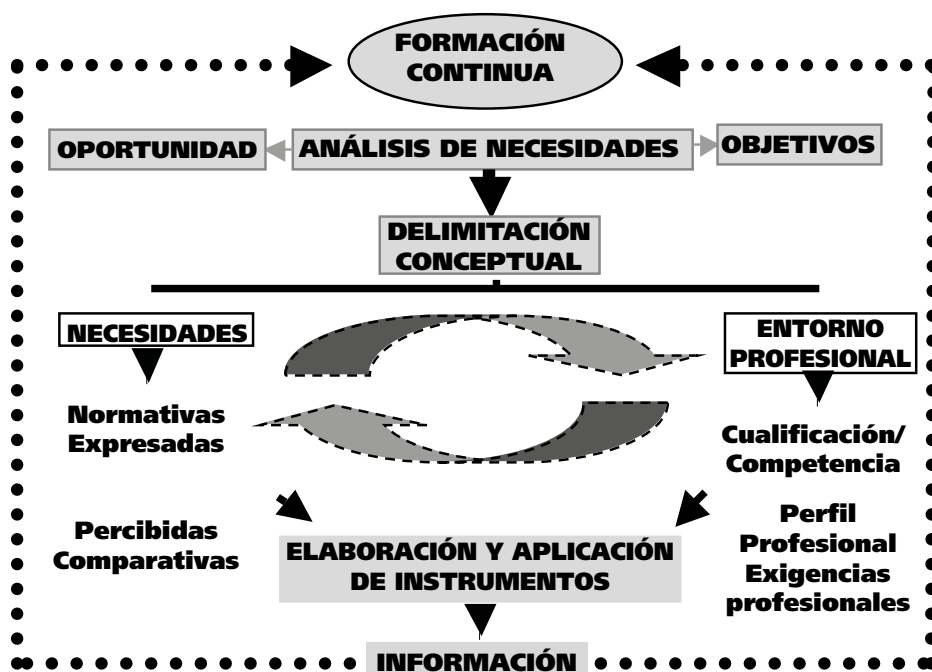 FORMACIÓN
CONTINUA
OPORTUNIDAD
ANÁLISIS DE NECESIDADES
OBJETIVOS
DELIMITACIÓN
CONCEPTUAL
NECESIDADES
Normativas
Expresadas
Percibidas
Comparativas
ENTORNO
PROFESIONAL
Cualificación/
Competencia
Perfil
Profesional
Exigencias
profesionales
ELABORACIÓN Y APLICACIÓN
DE INSTRUMENTOS
INFORMACIÓN